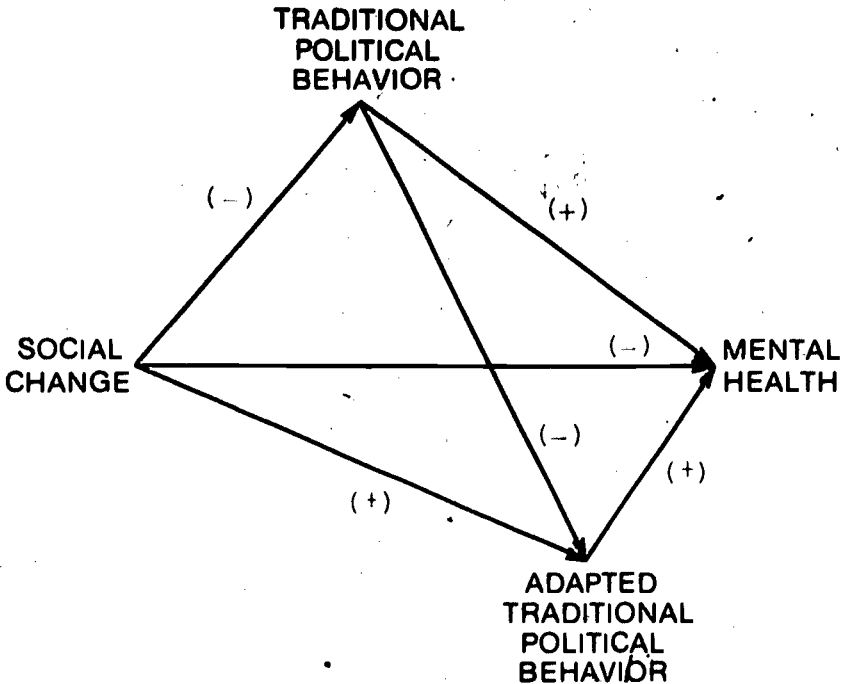 TRADITIONAL
POLITICAL
BEHAVIOR
(-)
(+)
SOCIAL
CHANGE
(-)
MENTAL
HEALTH
(-)
(+)
(+)
ADAPTED
TRADITIONAL
POLITICAL
BEHAVIOR